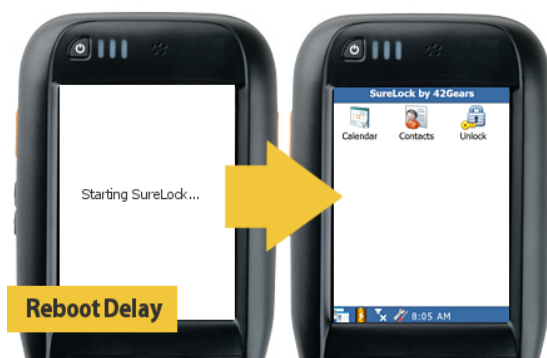 Starting SureLock...
Reboot Delay
SureLock by 42Gears
Calendar
Contacts
Unlock
8:05 AM